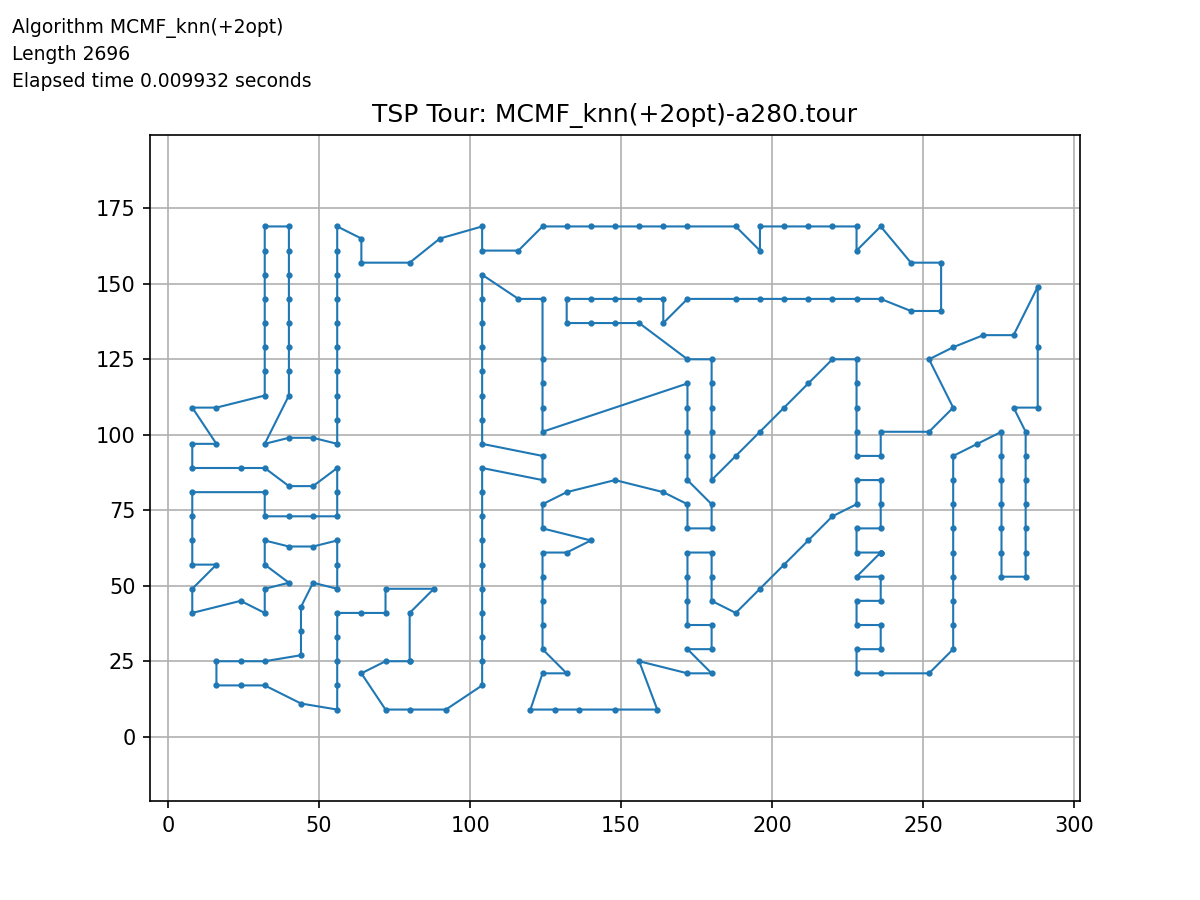 Algorithm MCMF_knn(+2opt)
Length 2696
Elapsed time 0.009932 seconds
TSP Tour: MCMF_knn(+2opt)-a280.tour
175
150
125
100
75
50
25
0
0 50 100 150 200 250 300